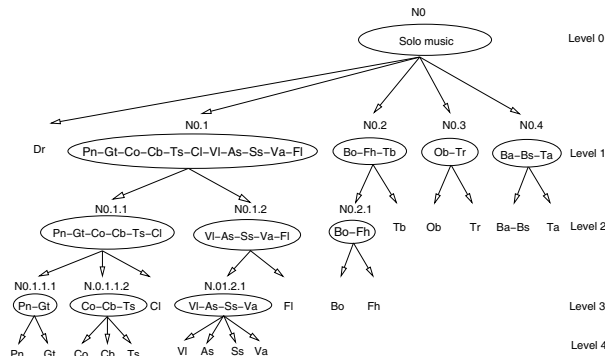 N0
Solo music Level 0
N0.1 N0.2 N0.3 N0.4
Dr Pn-Gt-Co-Cb-Ts-Cl-Vl-As-Ss-Va-Fl Bo-Fh-Tb Ob-Tr Ba-Bs-Ta Level 1
N0.1.1 N0.1.2 N0.2.1
Pn-Gt-Co-Cb-Ts-Cl Vl-As-Ss-Va-Fl Bo-Fh Tb Ob Tr Ba-Bs Ta Level 2
N0.1.1.1 N.0.1.1.2 N.01.2.1
Pn-Gt Co-Cb-Ts Cl Vl-As-Ss-Va Fl Bo Fh Level 3
Pn Gt Co Cb Ts Vl As Ss Va Level 4